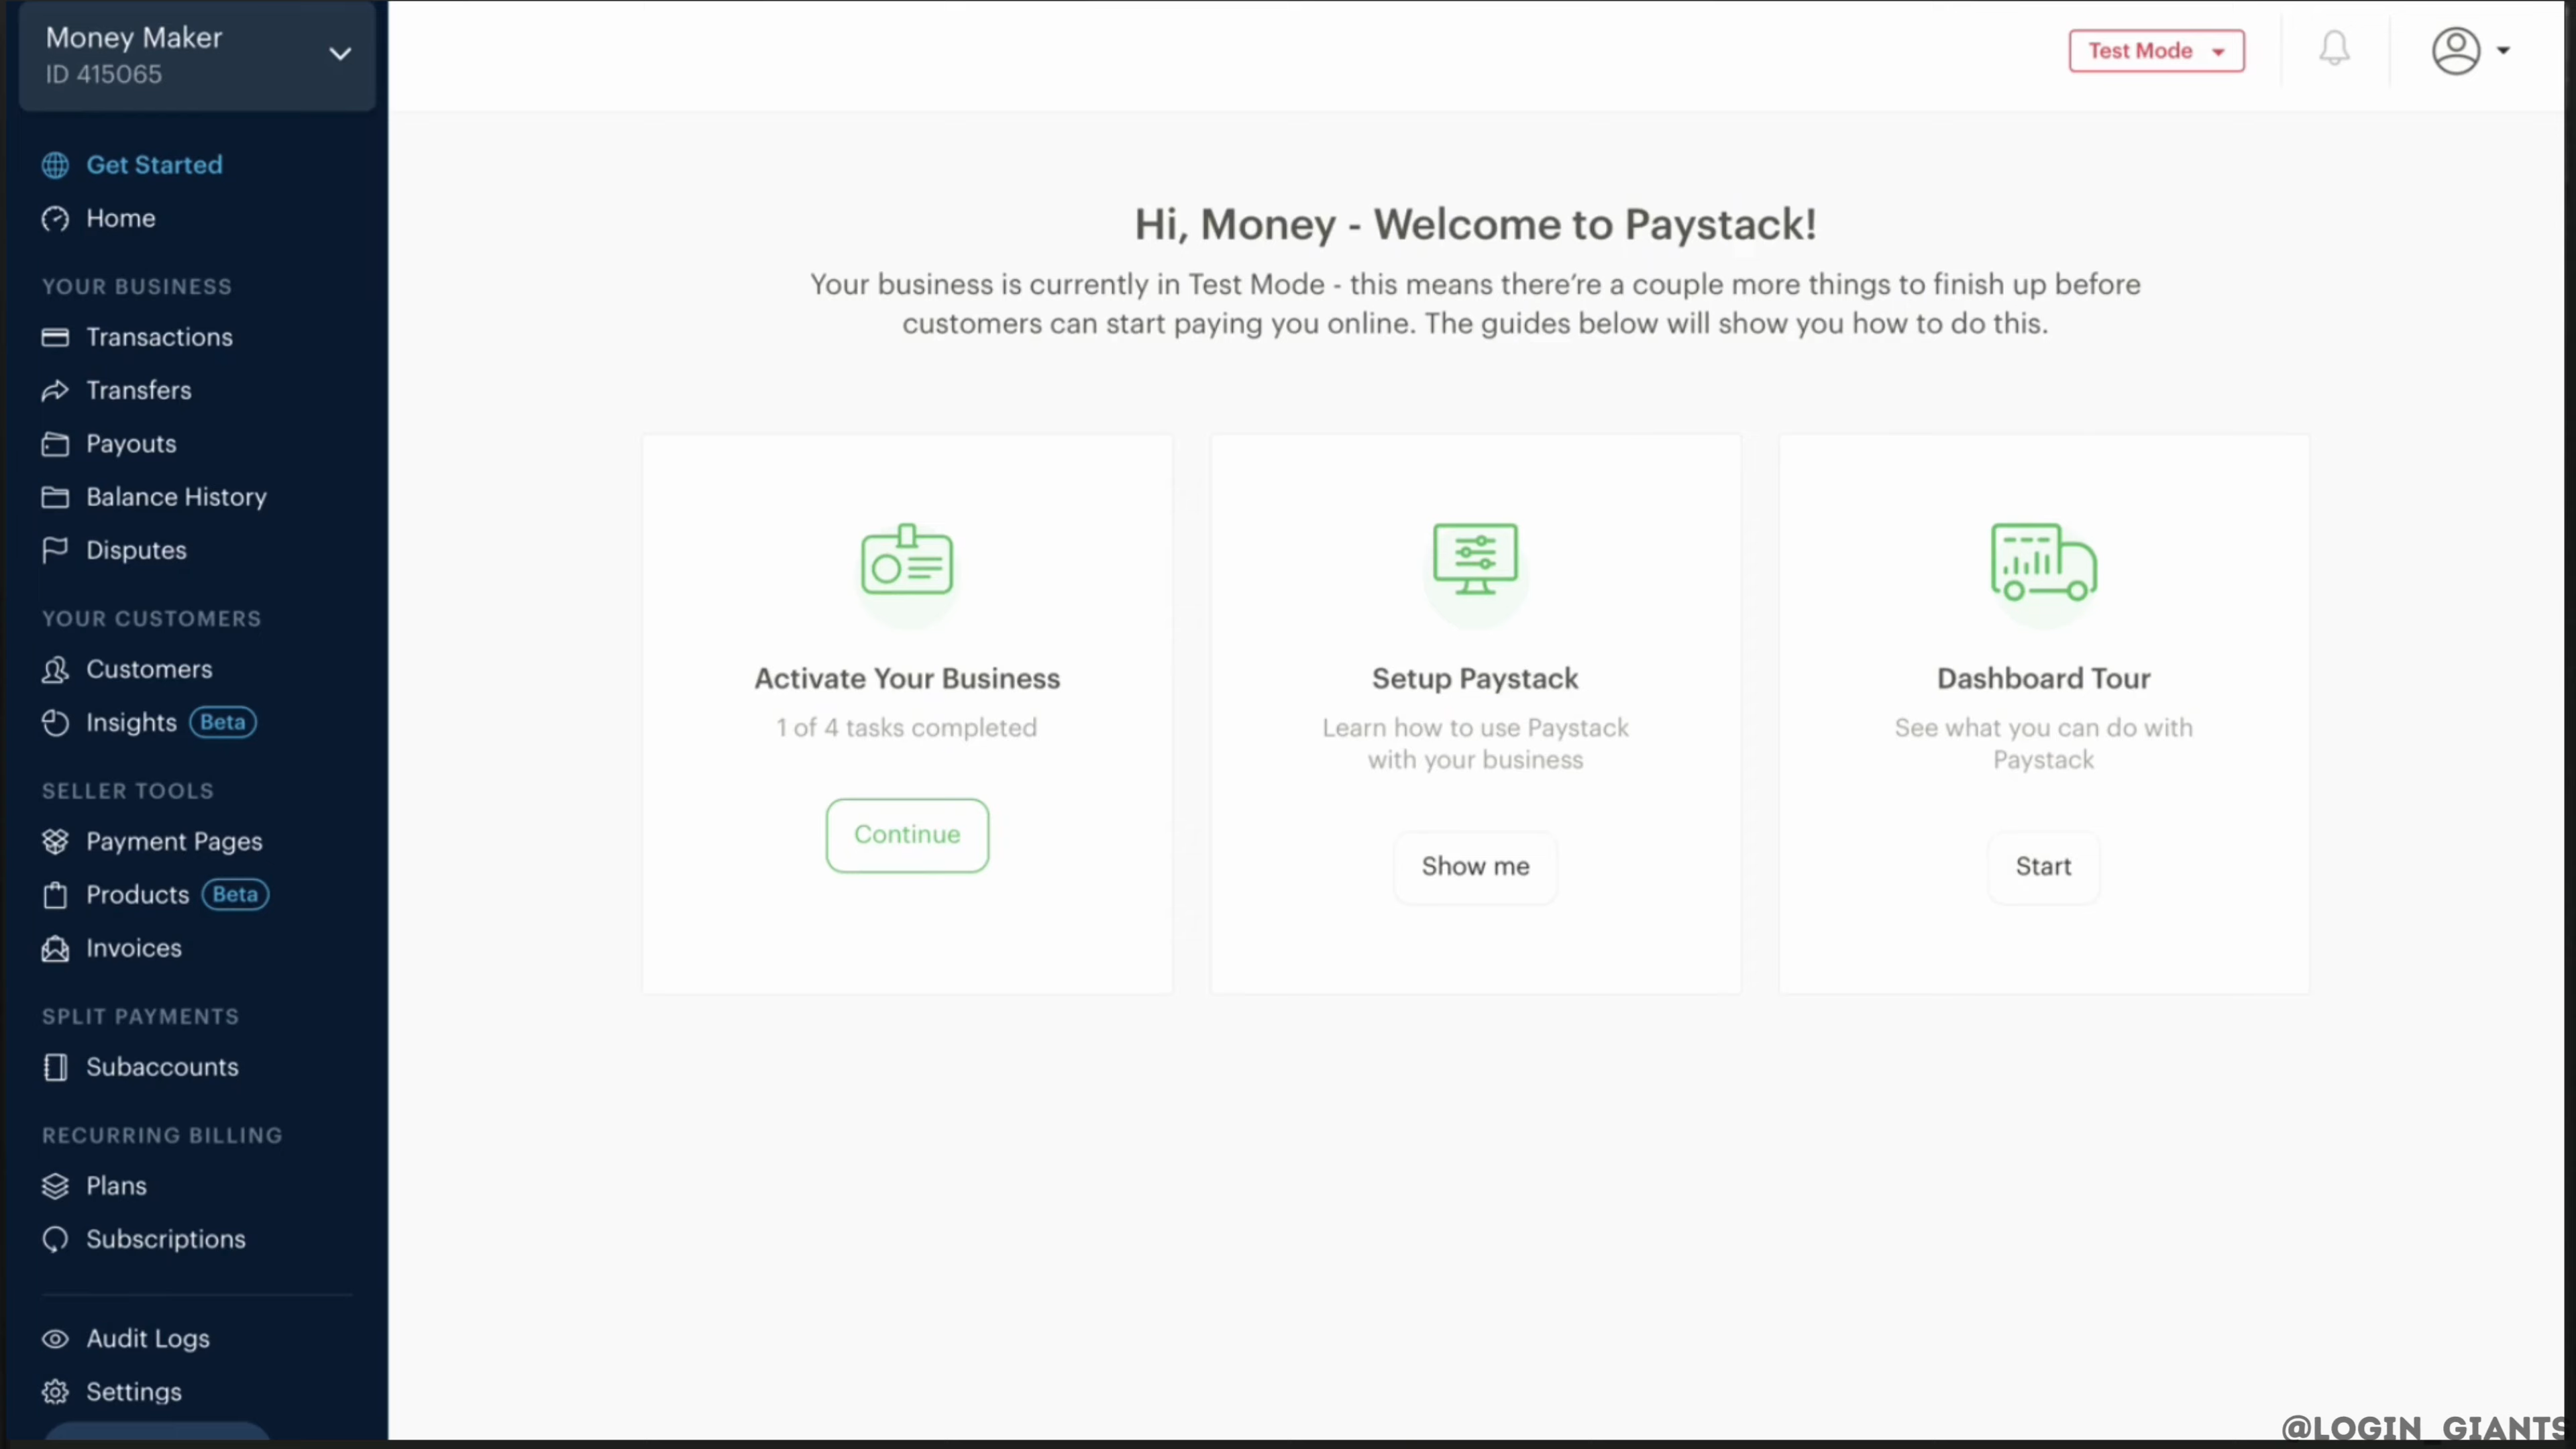 Money Maker
ID 415065
Get Started
Home
YOUR BUSINESS
Transactions
Transfers
Payouts
Balance History
Disputes
YOUR CUSTOMERS
Customers
Insights Beta
SELLER TOOLS
Payment Pages
Products Beta
Invoices
SPLIT PAYMENTS
Subaccounts
RECURRING BILLING
Plans
Subscriptions
Audit Logs
Settings
Test Mode
Hi, Money - Welcome to Paystack!
Your business is currently in Test Mode - this means there're a couple more things to finish up before
customers can start paying you online. The guides below will show you how to do this.
Activate Your Business
1 of 4 tasks completed
Continue
Setup Paystack
Learn how to use Paystack
with your business
Show me
Dashboard Tour
See what you can do with
Paystack
Start
@LOGIN_GIANTS